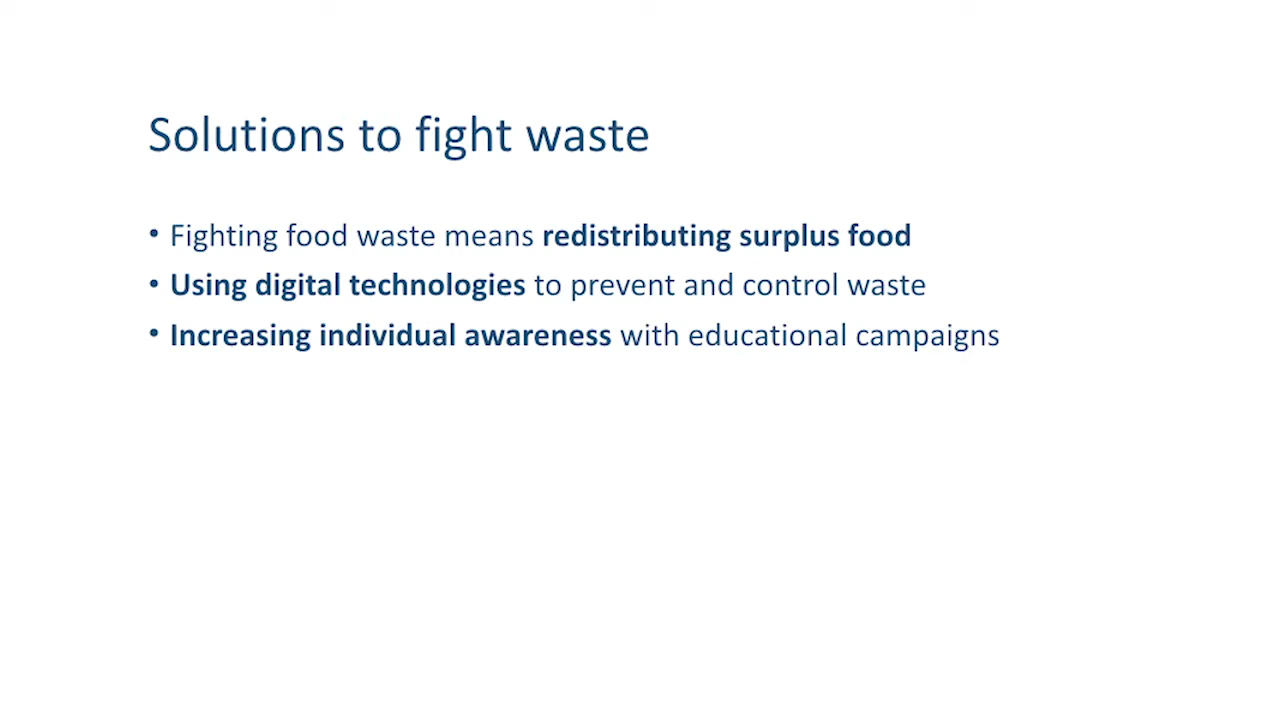 Solutions to fight waste
• Fighting food waste means redistributing surplus food
• Using digital technologies to prevent and control waste
• Increasing individual awareness with educational campaigns